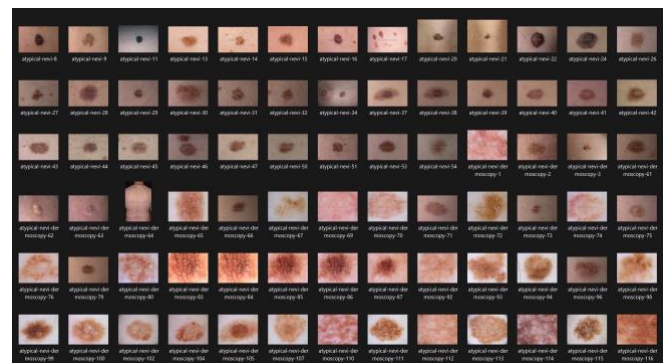 atypical-nevi-8 atypical-nevi-9 atypical-nevi-11 atypical-nevi-13 atypical-nevi-14 atypical-nevi-15 atypical-nevi-16 atypical-nevi-17 atypical-nevi-20 atypical-nevi-21 atypical-nevi-22 atypical-nevi-24 atypical-nevi-26
atypical-nevi-27 atypical-nevi-28 atypical-nevi-29 atypical-nevi-30 atypical-nevi-31 atypical-nevi-32 atypical-nevi-34 atypical-nevi-37 atypical-nevi-38 atypical-nevi-39 atypical-nevi-40 atypical-nevi-41 atypical-nevi-42
atypical-nevi-43 atypical-nevi-44 atypical-nevi-45 atypical-nevi-46 atypical-nevi-47 atypical-nevi-50 atypical-nevi-51 atypical-nevi-53 atypical-nevi-54 atypical-nevi-der atypical-nevi-der atypical-nevi-der atypical-nevi-der
moscopy-1 moscopy-2 moscopy-3 moscopy-61
atypical-nevi-der atypical-nevi-der atypical-nevi-der atypical-nevi-der atypical-nevi-der atypical-nevi-der atypical-nevi-der atypical-nevi-der atypical-nevi-der atypical-nevi-der atypical-nevi-der atypical-nevi-der atypical-nevi-der
moscopy-62 moscopy-63 moscopy-64 moscopy-65 moscopy-66 moscopy-67 moscopy-69 moscopy-70 moscopy-71 moscopy-72 moscopy-73 moscopy-74 moscopy-75
atypical-nevi-der atypical-nevi-der atypical-nevi-der atypical-nevi-der atypical-nevi-der atypical-nevi-der atypical-nevi-der atypical-nevi-der atypical-nevi-der atypical-nevi-der atypical-nevi-der atypical-nevi-der atypical-nevi-der
moscopy-76 moscopy-79 moscopy-80 moscopy-83 moscopy-84 moscopy-85 moscopy-86 moscopy-87 moscopy-92 moscopy-93 moscopy-94 moscopy-96 moscopy-98
atypical-nevi-der atypical-nevi-der atypical-nevi-der atypical-nevi-der atypical-nevi-der atypical-nevi-der atypical-nevi-der atypical-nevi-der atypical-nevi-der atypical-nevi-der atypical-nevi-der atypical-nevi-der atypical-nevi-der
moscopy-99 moscopy-100 moscopy-102 moscopy-104 moscopy-105 moscopy-107 moscopy-110 moscopy-111 moscopy-112 moscopy-113 moscopy-114 moscopy-115 moscopy-116